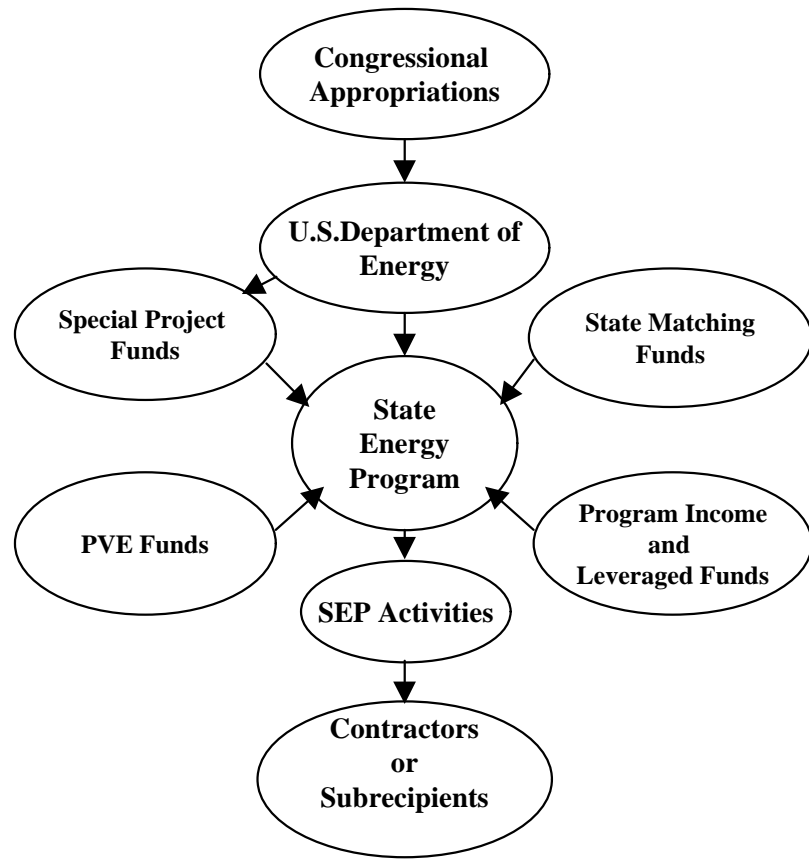 Congressional
Appropriations
U.S.Department of
Energy
Special Project
Funds
State Matching
Funds
State
Energy
Program
PVE Funds
Program Income
and
Leveraged Funds
SEP Activities
Contractors
or
Subrecipients